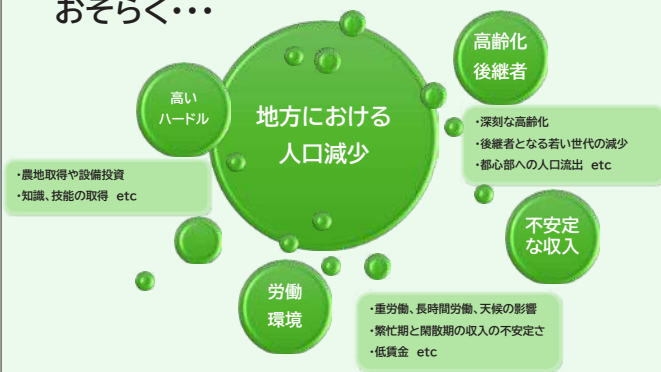 おそらく・・・
高齢化
後継者
・深刻な高齢化
・後継者となる若い世代の減少
・都心部への人口流出 etc
高い
ハードル
・農地取得や設備投資
・知識、技能の取得 etc
地方における
人口減少
不安定
な収入
労働
環境
・重労働、長時間労働、天候の影響
・繁忙期と閑散期の収入の不安定さ
・低賃金 etc